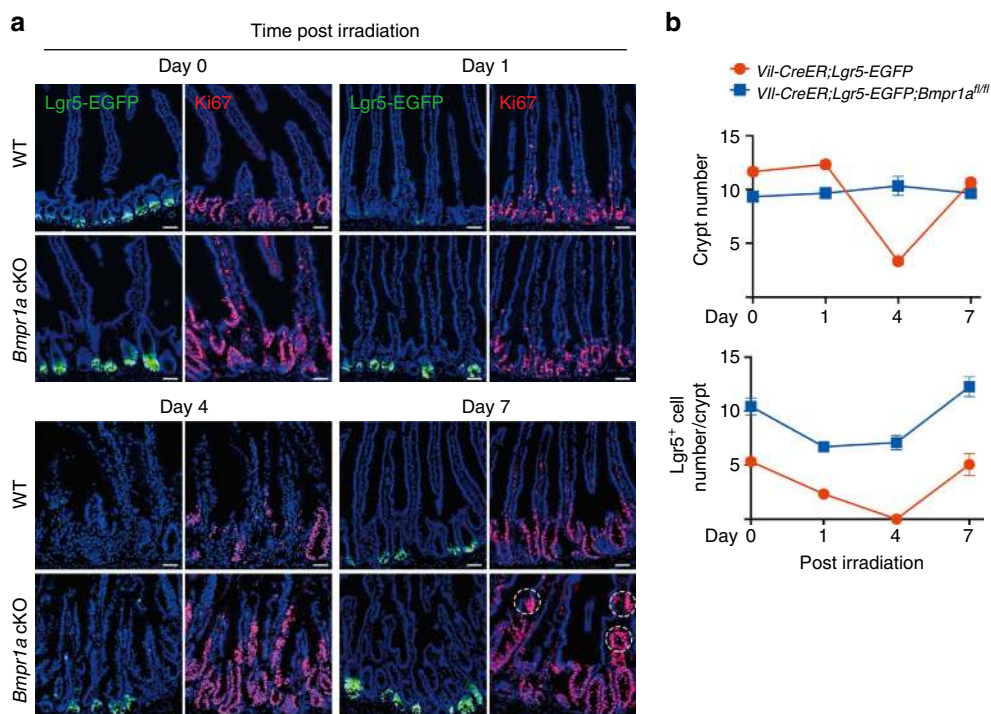 a
Time post irradiation
Day 0
Day 1
Lgr5-EGFP
Ki67
Lgr5-EGFP
Ki67
WT
Bmpr1a cKO
Day 4
Day 7
WT
Bmpr1a cKO
b
Vil-CreER;Lgr5-EGFP
VIl-CreER;Lgr5-EGFP;Bmpr1a^fl/fl
15
10
5
Crypt number
Day 0 1 4 7
15
10
5
Lgr5+ cell
number/crypt
Day 0 1 4 7
Post irradiation